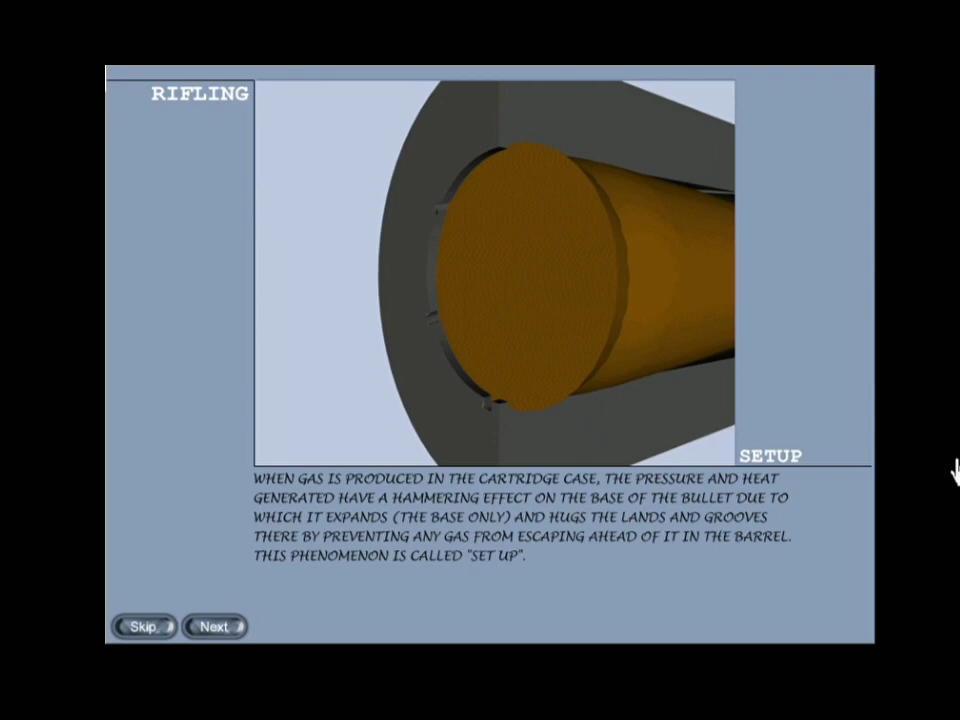 RIFLING
SETUP
WHEN GAS IS PRODUCED IN THE CARTRIDGE CASE, THE PRESSURE AND HEAT
GENERATED HAVE A HAMMERING EFFECT ON THE BASE OF THE BULLET DUE TO
WHICH IT EXPANDS (THE BASE ONLY) AND HUGS THE LANDS AND GROOVES
THERE BY PREVENTING ANY GAS FROM ESCAPING AHEAD OF IT IN THE BARREL.
THIS PHENOMENON IS CALLED "SET UP".
Skip
Next